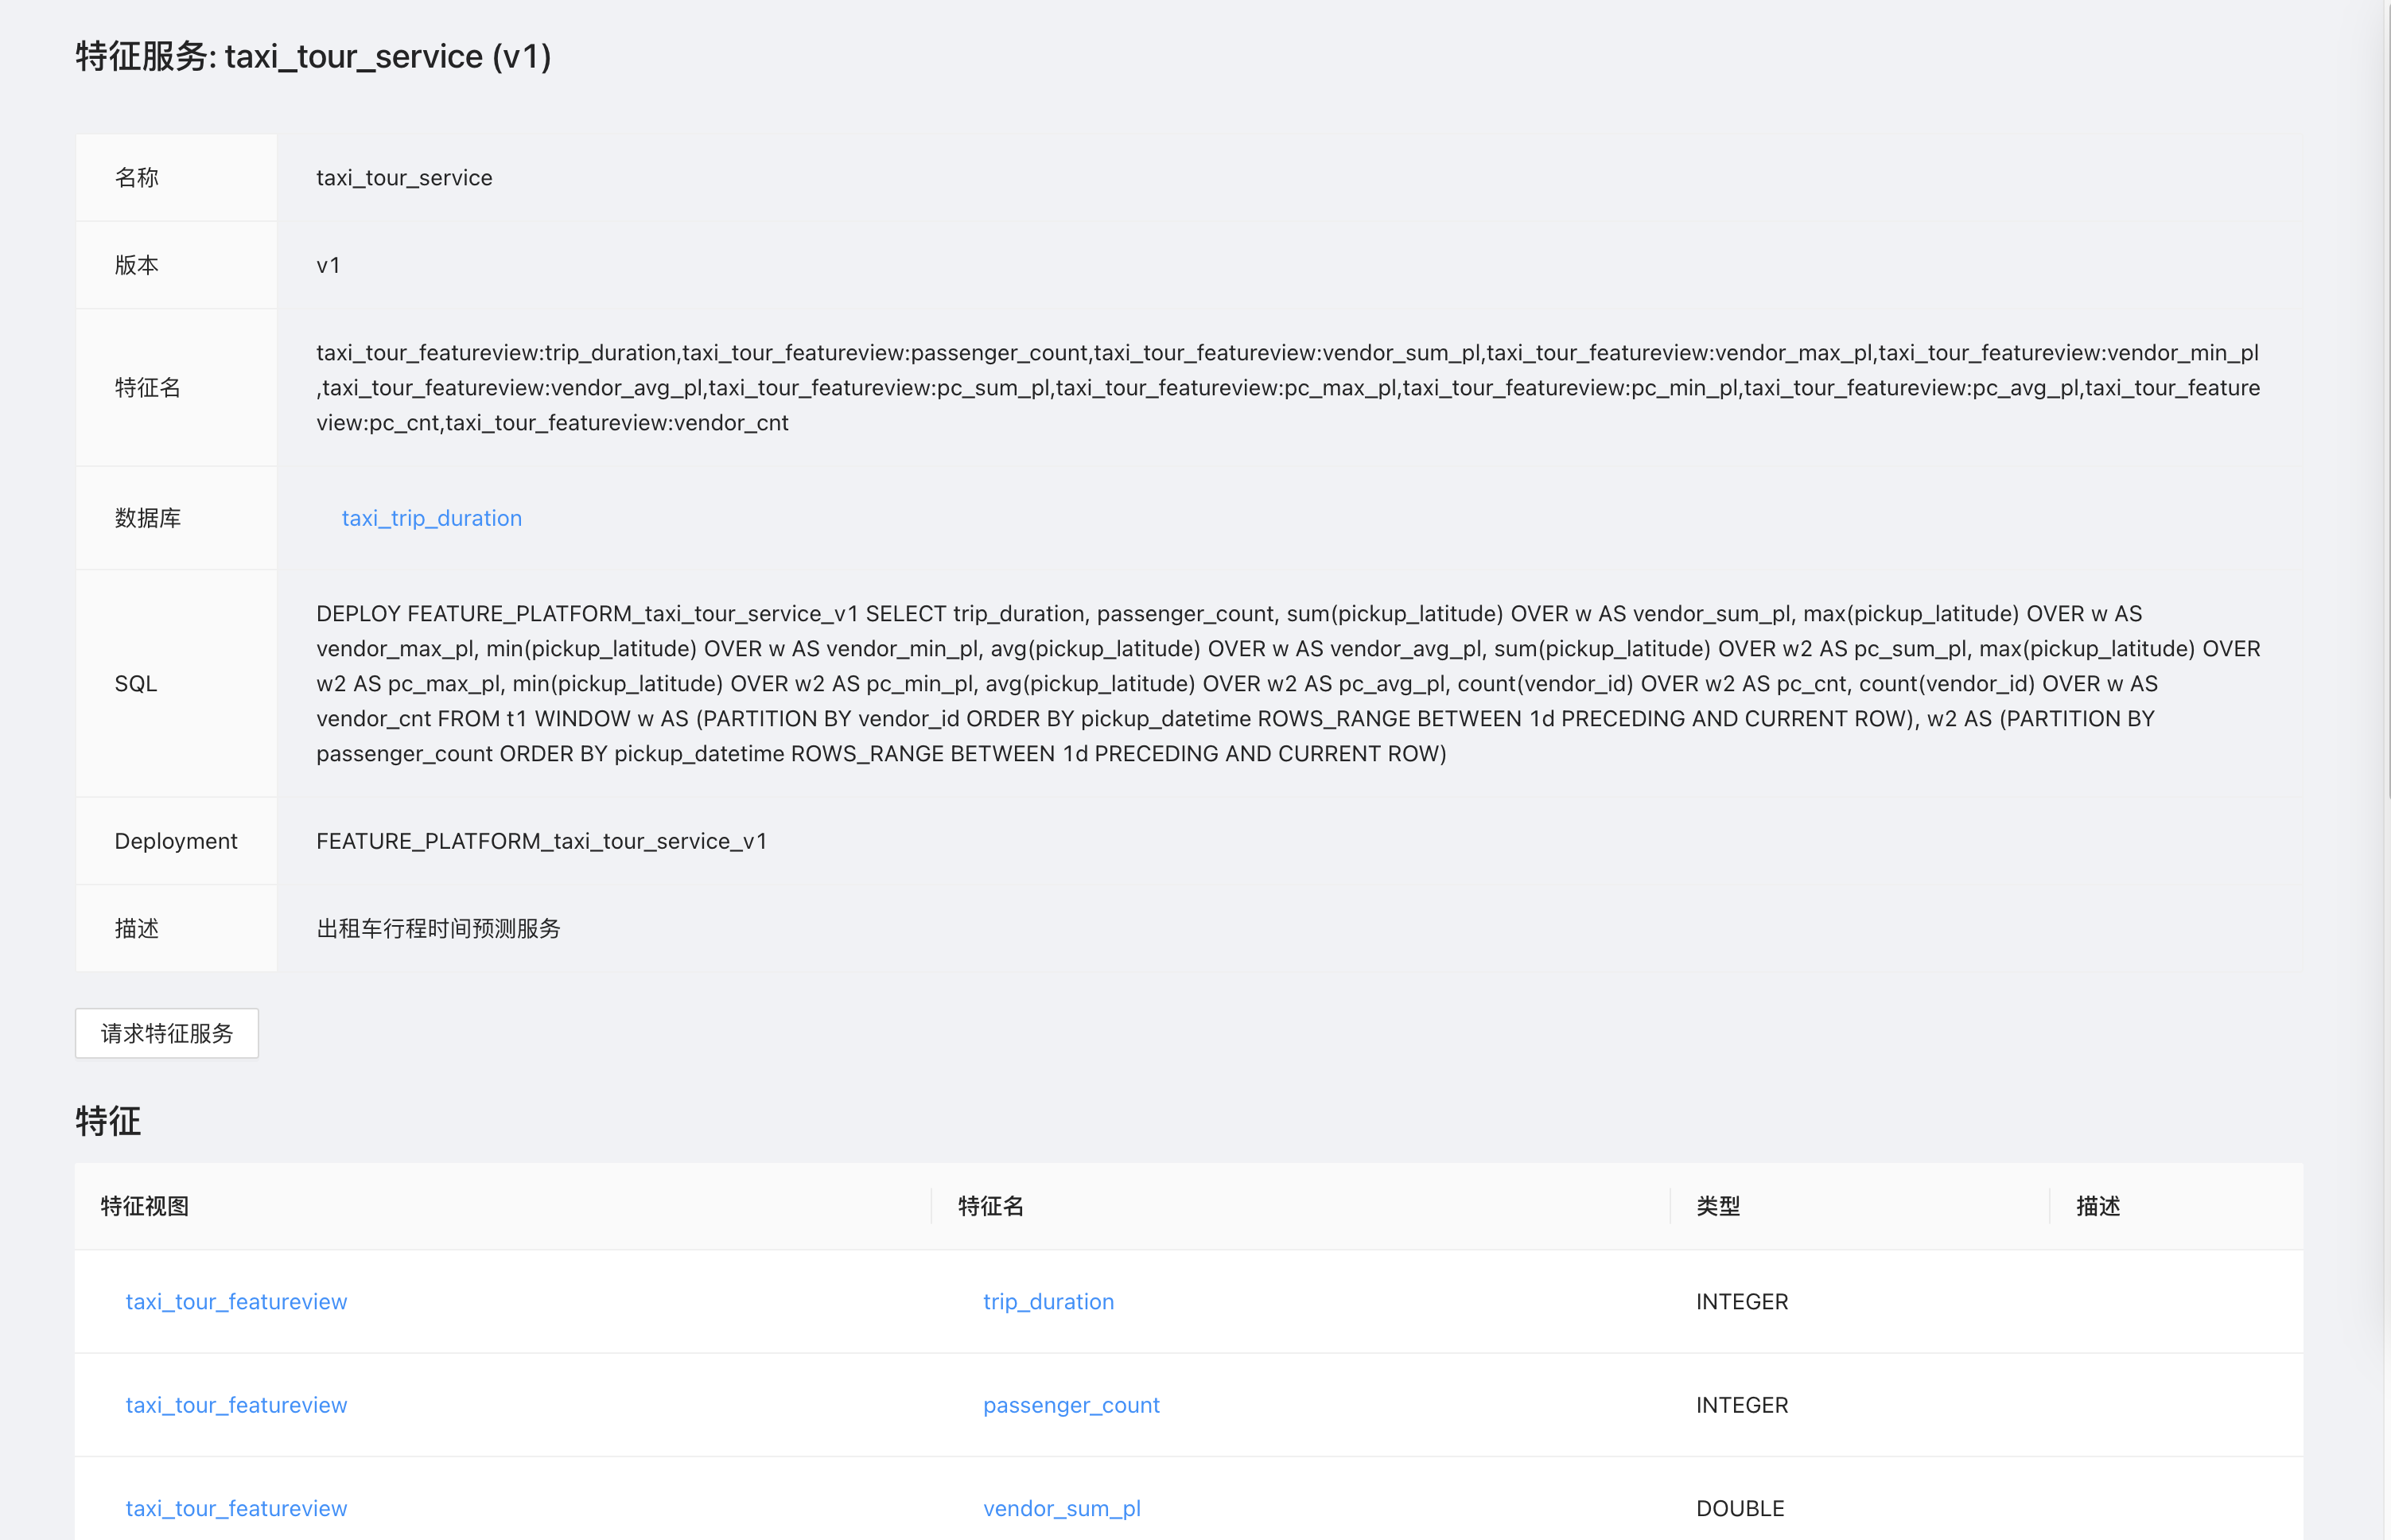 特征服务: taxi_tour_service (v1)
名称
taxi_tour_service
版本
v1
特征名
taxi_tour_featureview:trip_duration,taxi_tour_featureview:passenger_count,taxi_tour_featureview:vendor_sum_pl,taxi_tour_featureview:vendor_max_pl,taxi_tour_featureview:vendor_min_pl
,taxi_tour_featureview:vendor_avg_pl,taxi_tour_featureview:pc_sum_pl,taxi_tour_featureview:pc_max_pl,taxi_tour_featureview:pc_min_pl,taxi_tour_featureview:pc_avg_pl,taxi_tour_feature
view:pc_cnt,taxi_tour_featureview:vendor_cnt
数据库
taxi_trip_duration
SQL
DEPLOY FEATURE_PLATFORM_taxi_tour_service_v1 SELECT trip_duration, passenger_count, sum(pickup_latitude) OVER w AS vendor_sum_pl, max(pickup_latitude) OVER w AS
vendor_max_pl, min(pickup_latitude) OVER w AS vendor_min_pl, avg(pickup_latitude) OVER w AS vendor_avg_pl, sum(pickup_latitude) OVER w2 AS pc_sum_pl, max(pickup_latitude) OVER
w2 AS pc_max_pl, min(pickup_latitude) OVER w2 AS pc_min_pl, avg(pickup_latitude) OVER w2 AS pc_avg_pl, count(vendor_id) OVER w2 AS pc_cnt, count(vendor_id) OVER w AS
vendor_cnt FROM t1 WINDOW w AS (PARTITION BY vendor_id ORDER BY pickup_datetime ROWS_RANGE BETWEEN 1d PRECEDING AND CURRENT ROW), w2 AS (PARTITION BY
passenger_count ORDER BY pickup_datetime ROWS_RANGE BETWEEN 1d PRECEDING AND CURRENT ROW)
Deployment
FEATURE_PLATFORM_taxi_tour_service_v1
描述
出租车行程时间预测服务
请求特征服务
特征
特征视图 特征名 类型 描述
taxi_tour_featureview trip_duration INTEGER
taxi_tour_featureview passenger_count INTEGER
taxi_tour_featureview vendor_sum_pl DOUBLE